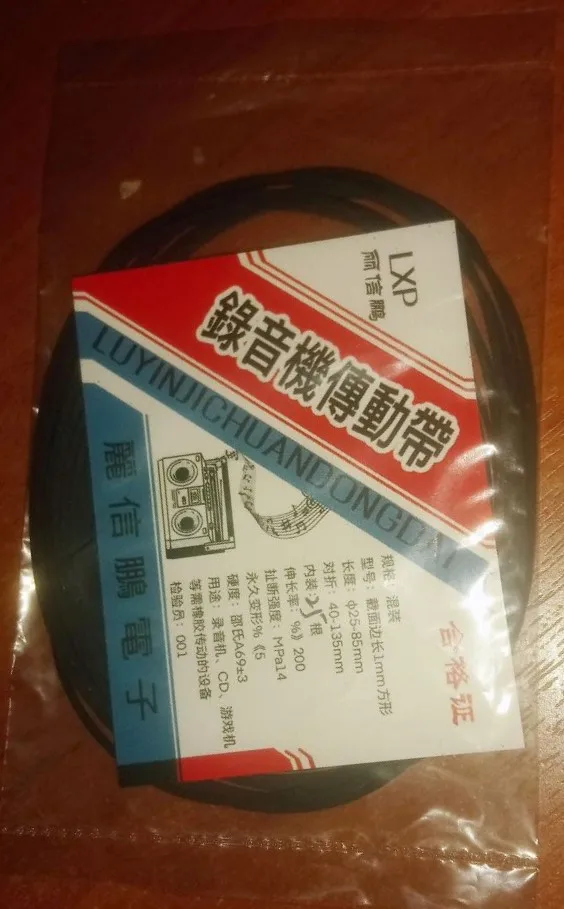 LXP
麗信鵬
錄音機傳動帶
LUYINJICHUANDONGDAI
合格证
规格：混装
型号：截面边长1mm方形
长度：Φ25-85mm
对折：40-135mm
内装：25根
伸长率：%》200
扯断强度：MPa14
永久变形%《5
硬度：邵氏A69±3
用途：录音机、CD、游戏机
等需橡胶传动的设备
检验员：001
麗信鵬電子